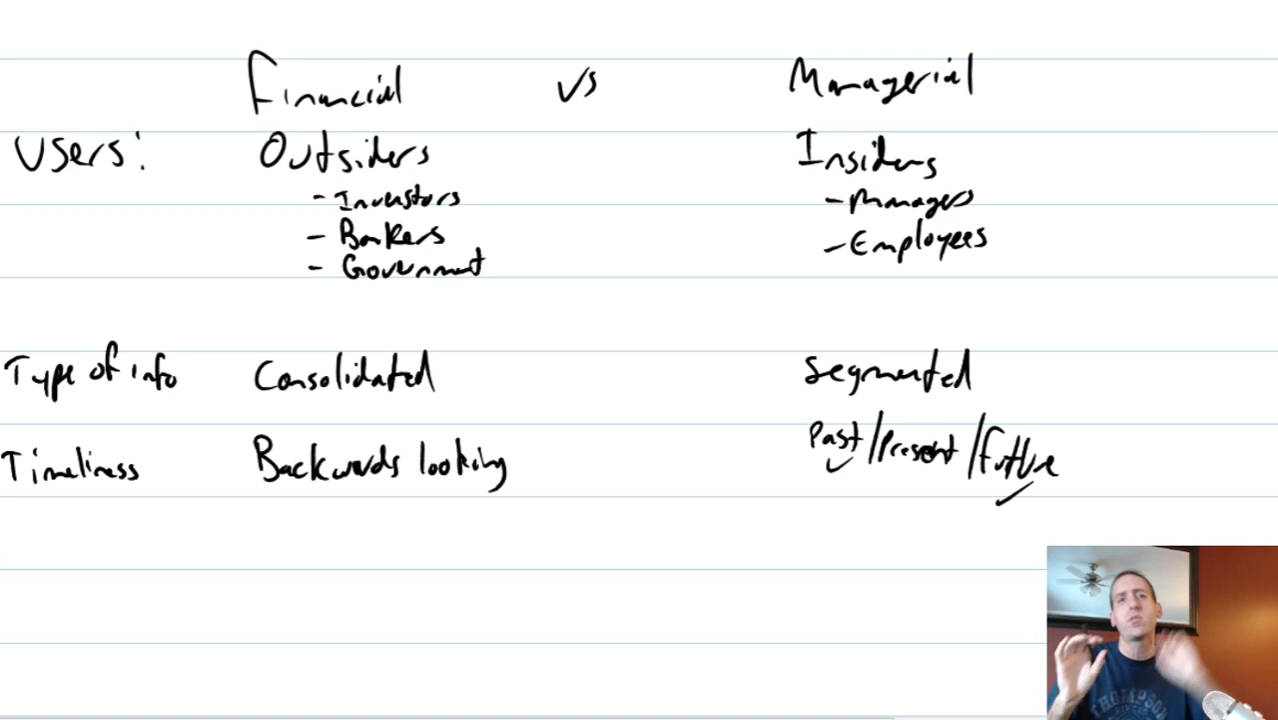 Financial vs Managerial
Users: Outsiders Insiders
- Investors - Managers
- Bankers - Employees
- Government
Type of info Consolidated Segmented
Timeliness Backwards looking Past/Present/Future
THOMPSON